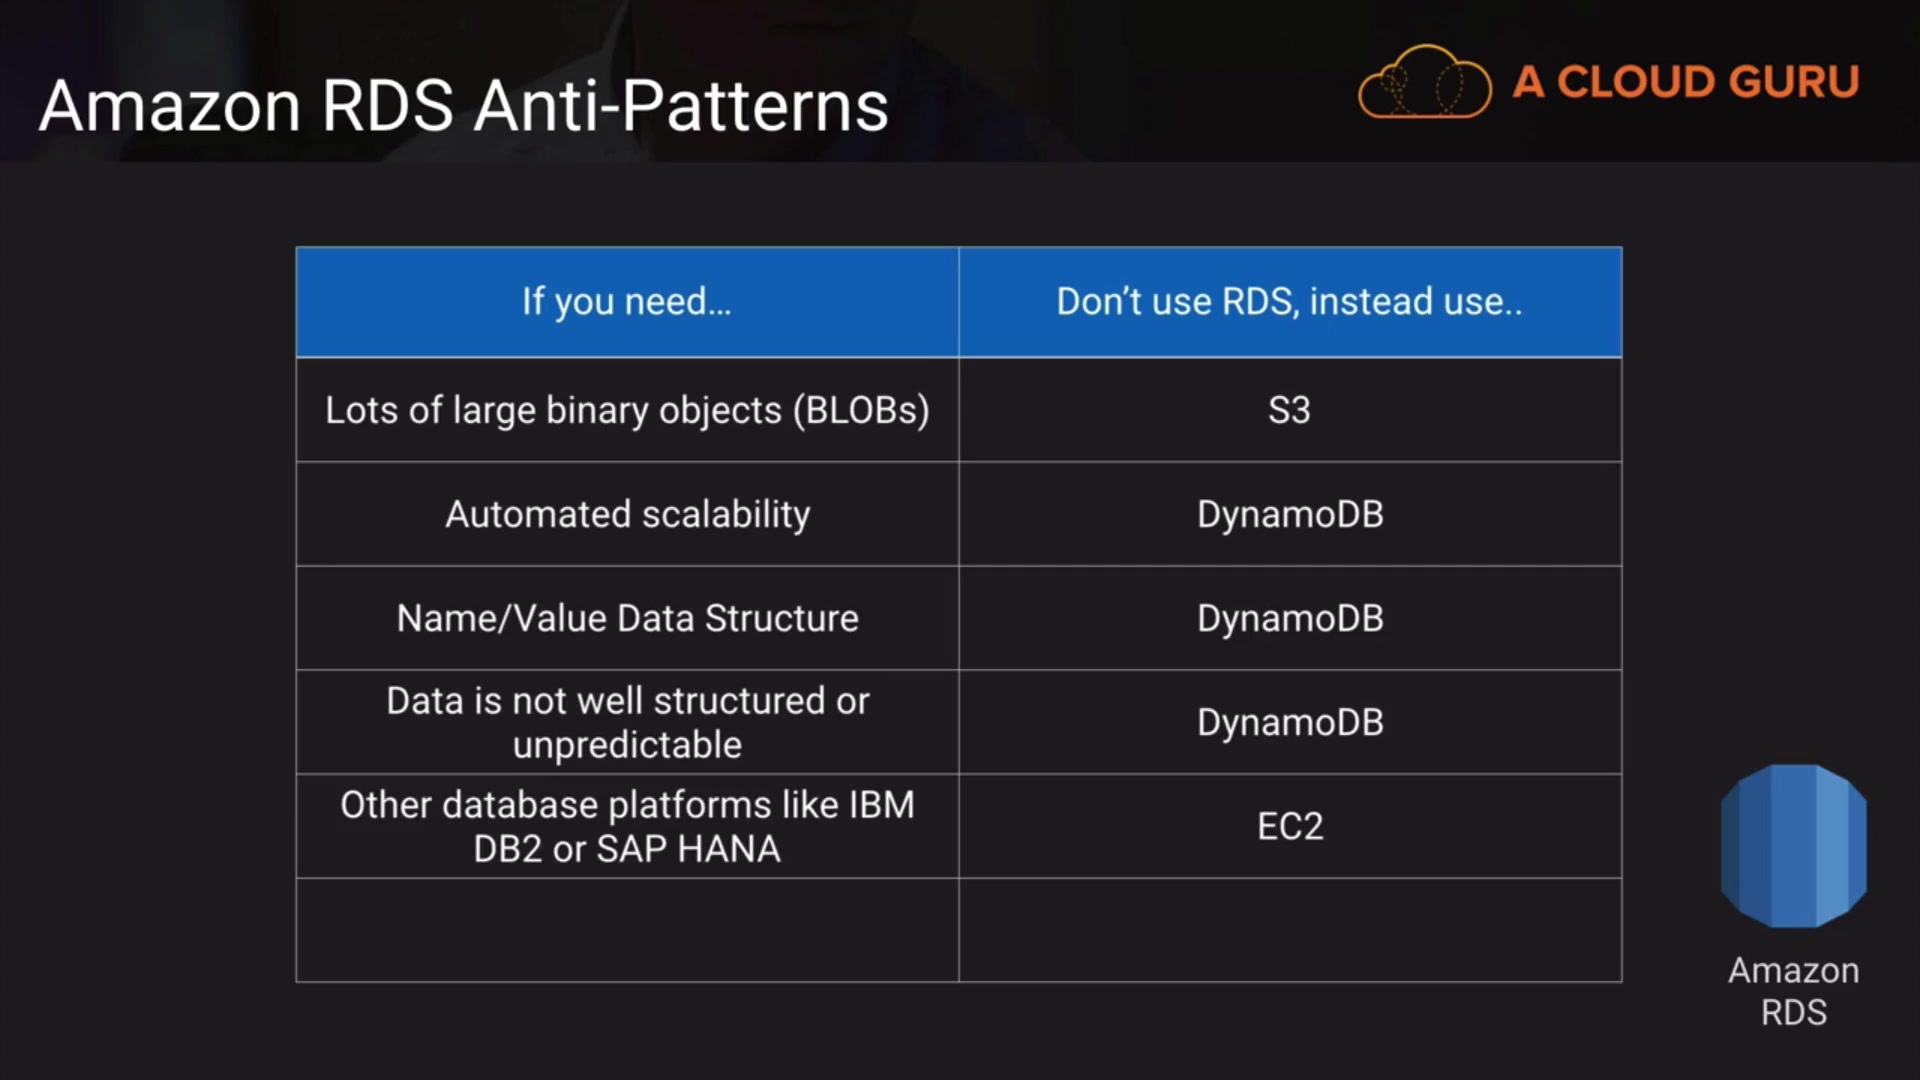 Amazon RDS Anti-Patterns
A CLOUD GURU
If you need...
Don't use RDS, instead use..
Lots of large binary objects (BLOBs)
S3
Automated scalability
DynamoDB
Name/Value Data Structure
DynamoDB
Data is not well structured or
unpredictable
DynamoDB
Other database platforms like IBM
DB2 or SAP HANA
EC2
Amazon
RDS